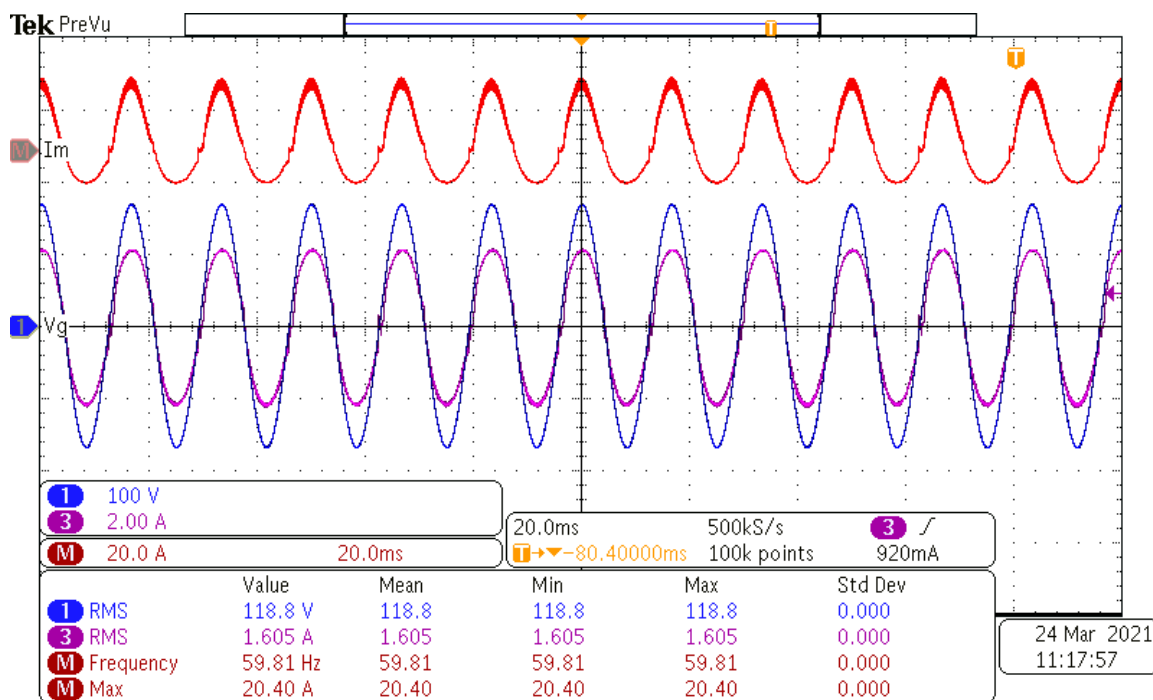 Tek PreVu
T
T
M Im
1 Vg
1 100 V
3 2.00 A
M 20.0 A 20.0ms
20.0ms 500kS/s 3 ∫
T→▼−80.40000ms 100k points 920mA
Value Mean Min Max Std Dev
1 RMS 118.8 V 118.8 118.8 118.8 0.000
3 RMS 1.605 A 1.605 1.605 1.605 0.000
M Frequency 59.81 Hz 59.81 59.81 59.81 0.000
M Max 20.40 A 20.40 20.40 20.40 0.000
24 Mar 2021
11:17:57